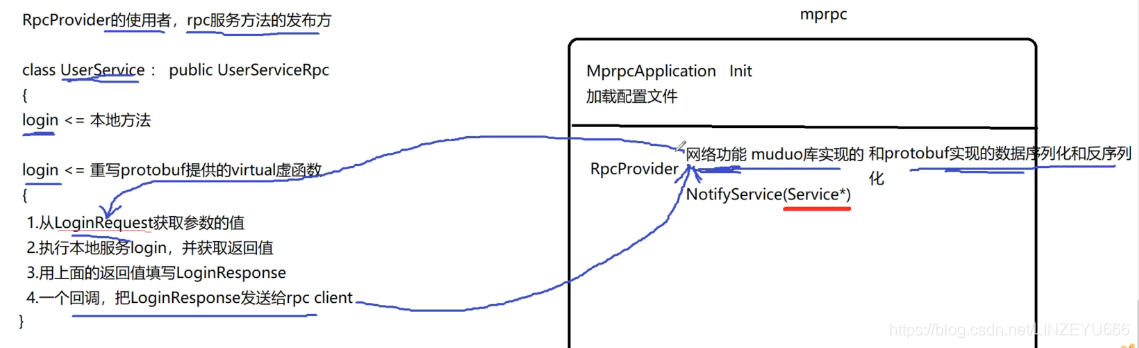 RpcProvider的使用者，rpc服务方法的发布方
class UserService： public UserServiceRpc
{
login <= 本地方法
login <= 重写protobuf提供的virtual虚函数
{
1.从LoginRequest获取参数的值
2.执行本地服务login，并获取返回值
3.用上面的返回值填写LoginResponse
4.一个回调，把LoginResponse发送给rpc client
}
mprpc
MprpcApplication Init
加载配置文件
RpcProvider
网络功能 muduo库实现的 和protobuf实现的数据序列化和反序列
化
NotifyService(Service*)
https://blog.csdn.net/LINZEYU666